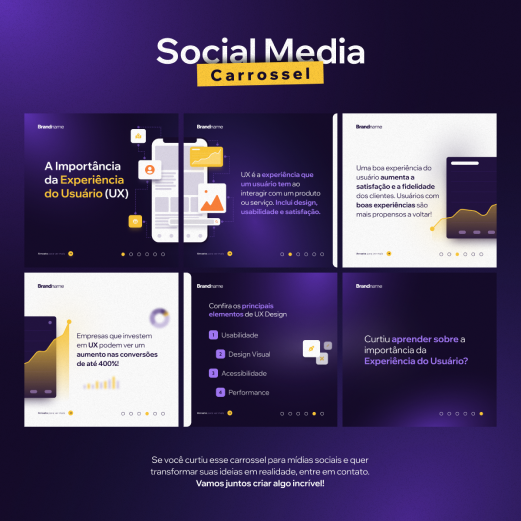 Social Media
Carrossel
Brandname
A Importância
da Experiência
do Usuário (UX)
Brandname
UX é a experiência que
um usuário tem ao
interagir com um produto
ou serviço. Inclui design,
usabilidade e satisfação.
Brandname
Uma boa experiência do
usuário aumenta a
satisfação e a fidelidade
dos clientes. Usuários com
boas experiências são
mais propensos a voltar!
Brandname
Empresas que investem
em UX podem ver um
aumento nas conversões
de até 400%!
Brandname
Confira os principais
elementos de UX Design
1 Usabilidade
2 Design Visual
3 Acessibilidade
4 Performance
Brandname
Curtiu aprender sobre a
importância da
Experiência do Usuário?
Se você curtiu esse carrossel para mídias sociais e quer
transformar suas ideias em realidade, entre em contato.
Vamos juntos criar algo incrível!